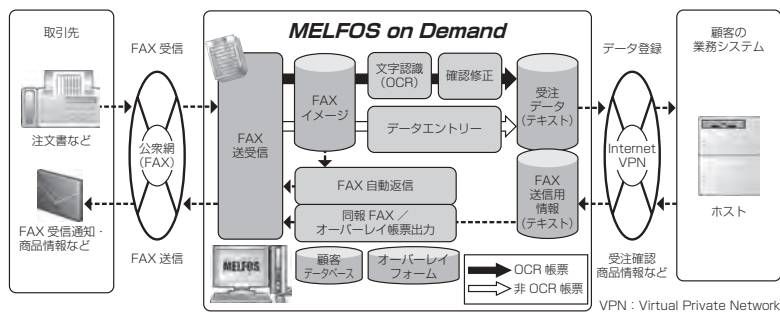 取引先
FAX 受信
MELFOS on Demand
データ登録
顧客の
業務システム
注文書など
公衆網
(FAX)
FAX
送受信
FAX
イメージ
文字認識
(OCR)
確認修正
データエントリー
受注
データ
(テキスト)
Internet
VPN
FAX 自動返信
同報 FAX ／
オーバーレイ帳票出力
FAX
送信用
情報
(テキスト)
ホスト
FAX 受信通知・
商品情報など
FAX 送信
MELFOS
顧客
データベース
オーバーレイ
フォーム
OCR 帳票
非 OCR 帳票
受注確認
商品情報など
VPN：Virtual Private Network